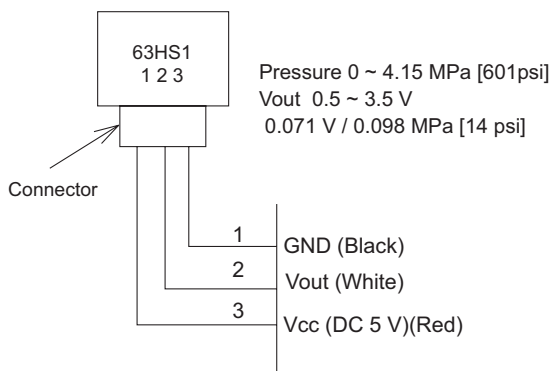 63HS1
1 2 3
Pressure 0 ~ 4.15 MPa [601psi]
Vout 0.5 ~ 3.5 V
0.071 V / 0.098 MPa [14 psi]
Connector
1
GND (Black)
2
Vout (White)
3
Vcc (DC 5 V)(Red)